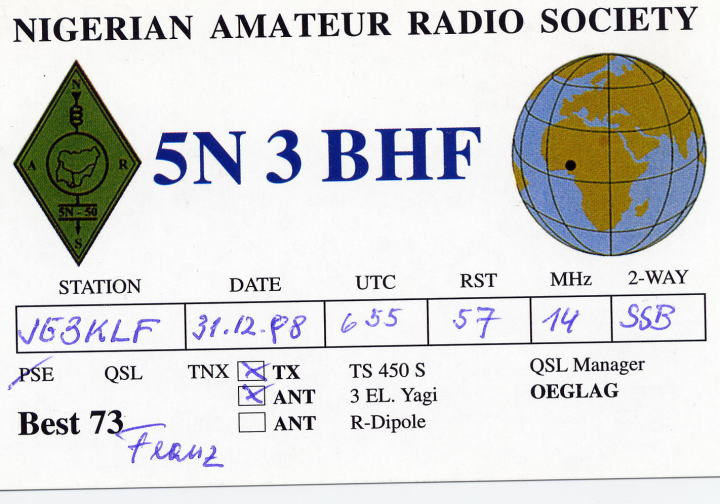 NIGERIAN AMATEUR RADIO SOCIETY
N
A R
5N - 50
S
5N 3 BHF
STATION DATE UTC RST MHz 2-WAY
VE3KLF 31.12.98 655 57 14 SSB
PSE QSL TNX TX TS 450 S QSL Manager
ANT 3 EL. Yagi OEGLAG
ANT R-Dipole
Best 73
Franz